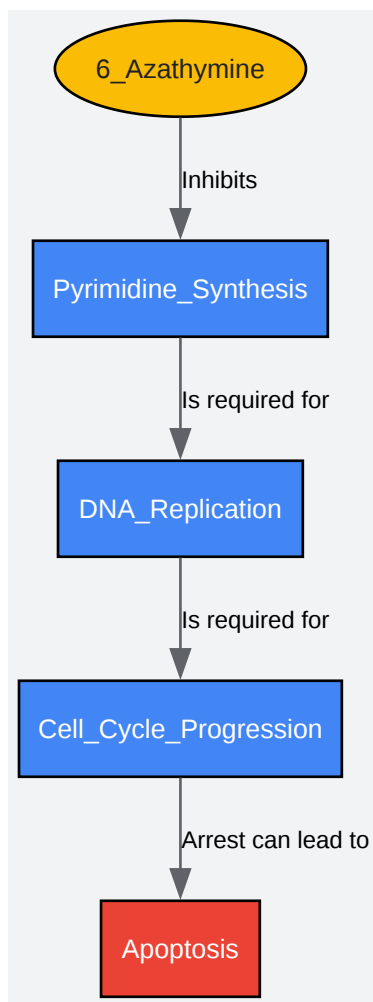 6_Azathymine
Inhibits
Pyrimidine_Synthesis
Is required for
DNA_Replication
Is required for
Cell_Cycle_Progression
Arrest can lead to
Apoptosis